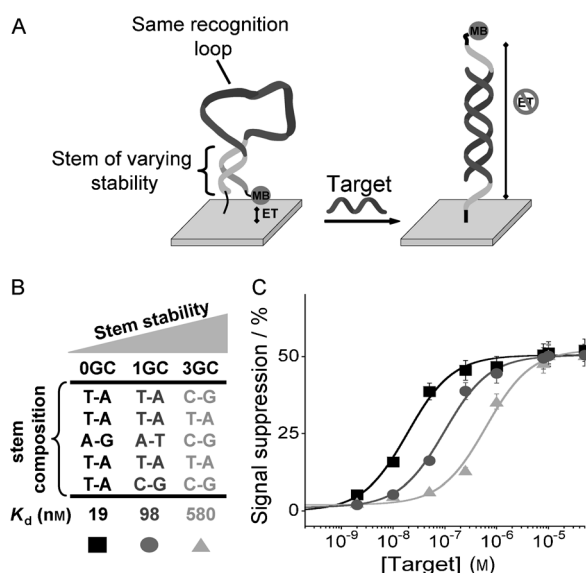 A
Same recognition
loop
Stem of varying
stability
MB
ET
Target
MB
ET
B
Stem stability
0GC 1GC 3GC
stem
composition
T-A T-A C-G
T-A T-A T-A
A-G A-T C-G
T-A T-A T-A
T-A C-G C-G
Kd (nM) 19 98 580
C
Signal suppression / %
50
25
0
10⁻⁹ 10⁻⁸ 10⁻⁷ 10⁻⁶ 10⁻⁵
[Target] (M)